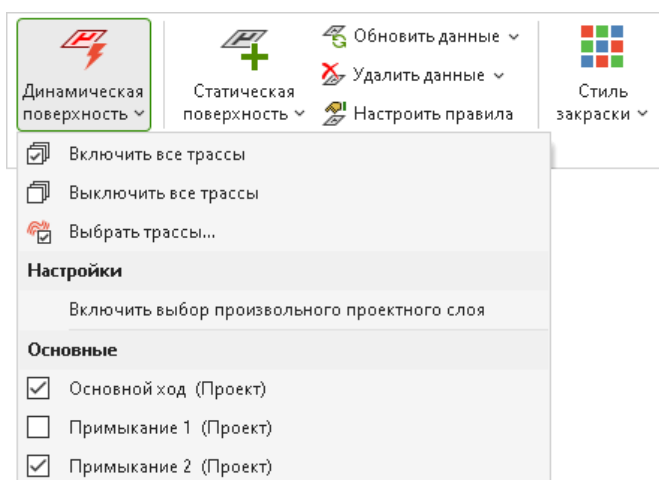 Динамическая
поверхность
Статическая
поверхность
Обновить данные
Удалить данные
Настроить правила
Стиль
закраски
Включить все трассы
Выключить все трассы
Выбрать трассы...
Настройки
Включить выбор произвольного проектного слоя
Основные
Основной ход (Проект)
Примыкание 1 (Проект)
Примыкание 2 (Проект)